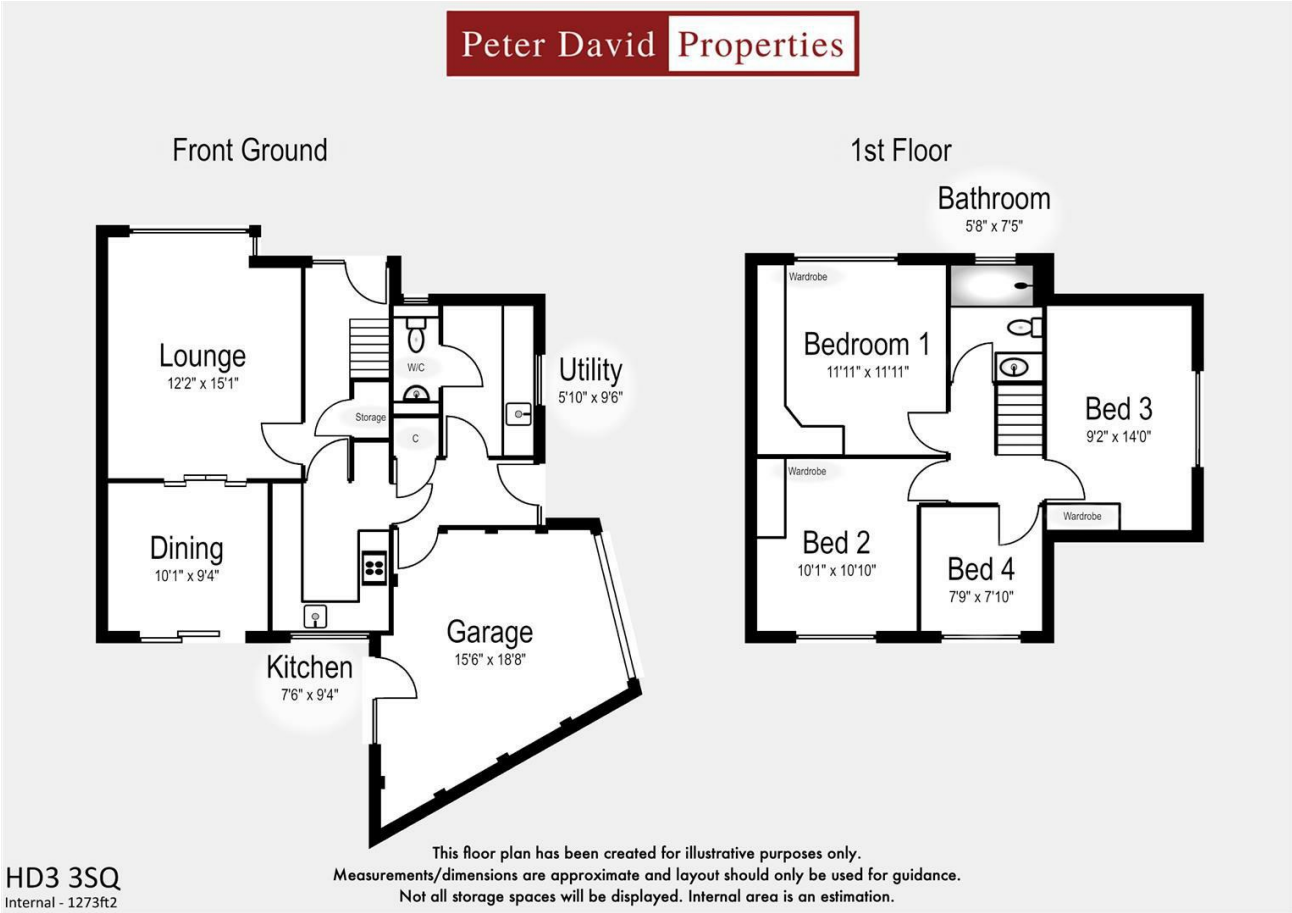 Peter David Properties
Front Ground
Lounge
12'2" x 15'1"
W/C
Storage
C
Utility
5'10" x 9'6"
Dining
10'1" x 9'4"
Kitchen
7'6" x 9'4"
Garage
15'6" x 18'8"
1st Floor
Bathroom
5'8" x 7'5"
Wardrobe
Bedroom 1
11'11" x 11'11"
Bed 3
9'2" x 14'0"
Wardrobe
Bed 2
10'1" x 10'10"
Wardrobe
Bed 4
7'9" x 7'10"
This floor plan has been created for illustrative purposes only.
Measurements/dimensions are approximate and layout should only be used for guidance.
Not all storage spaces will be displayed. Internal area is an estimation.
HD3 3SQ
Internal - 1273ft2